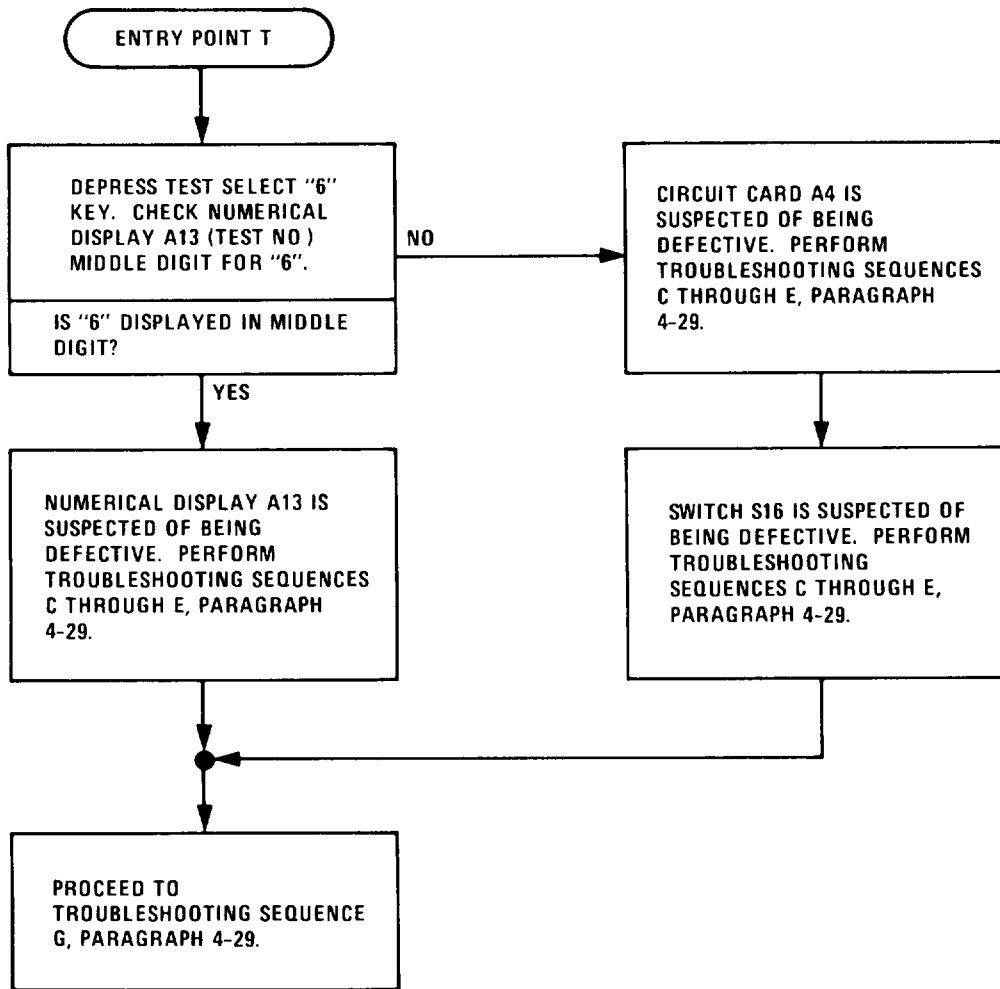 ENTRY POINT T
DEPRESS TEST SELECT "6"
KEY. CHECK NUMERICAL
DISPLAY A13 (TEST NO)
MIDDLE DIGIT FOR "6".
IS "6" DISPLAYED IN MIDDLE
DIGIT?
NO
YES
CIRCUIT CARD A4 IS
SUSPECTED OF BEING
DEFECTIVE. PERFORM
TROUBLESHOOTING SEQUENCES
C THROUGH E, PARAGRAPH
4-29.
NUMERICAL DISPLAY A13 IS
SUSPECTED OF BEING
DEFECTIVE. PERFORM
TROUBLESHOOTING SEQUENCES
C THROUGH E, PARAGRAPH
4-29.
SWITCH S16 IS SUSPECTED OF
BEING DEFECTIVE. PERFORM
TROUBLESHOOTING
SEQUENCES C THROUGH E,
PARAGRAPH 4-29.
PROCEED TO
TROUBLESHOOTING SEQUENCE
G, PARAGRAPH 4-29.